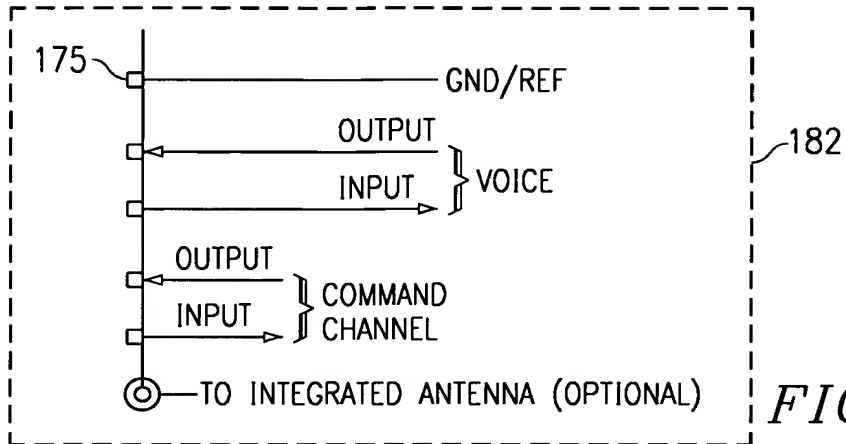 175
GND/REF
OUTPUT
182
VOICE
INPUT
OUTPUT
COMMAND
CHANNEL
INPUT
TO INTEGRATED ANTENNA (OPTIONAL)